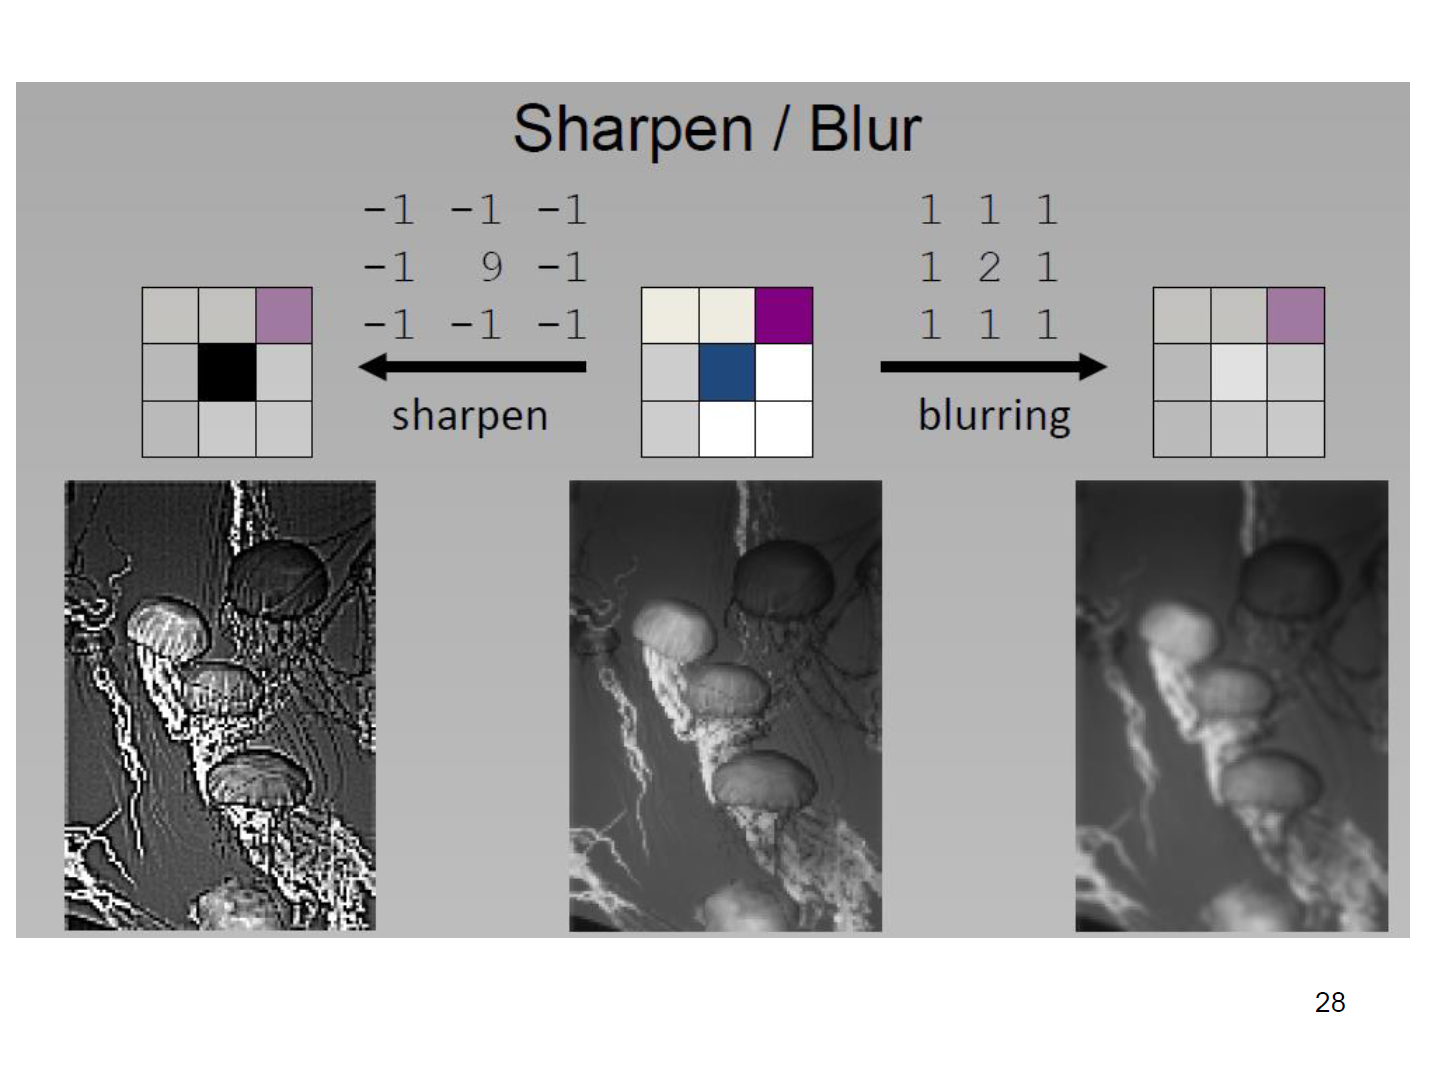 Sharpen / Blur
-1 -1 -1
-1 9 -1
-1 -1 -1
sharpen
1 1 1
1 2 1
1 1 1
blurring
28